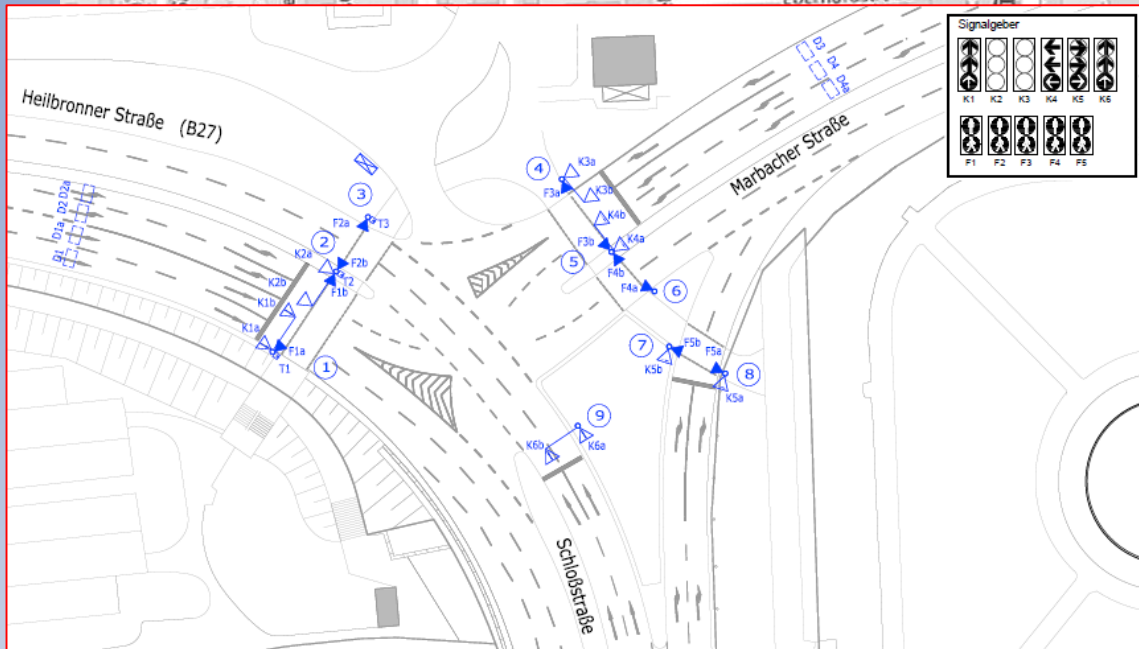 Signalgeber
K1 K2 K3 K4 K5 K6
F1 F2 F3 F4 F5
Heilbronner Straße (B27)
Marbacher Straße
Schloßstraße
D3
D4
D4a
D2a
D2
D1a
D1
4
K3a
F3a
K3b
K4b
F3b
K4a
5
F4b
F4a
6
3
F2a
T3
2
K2a
F2b
T2
F1b
K2b
K1b
K1a
F1a
T1
1
7
F5b
F5a
K5b
8
K5a
9
K6b
K6a